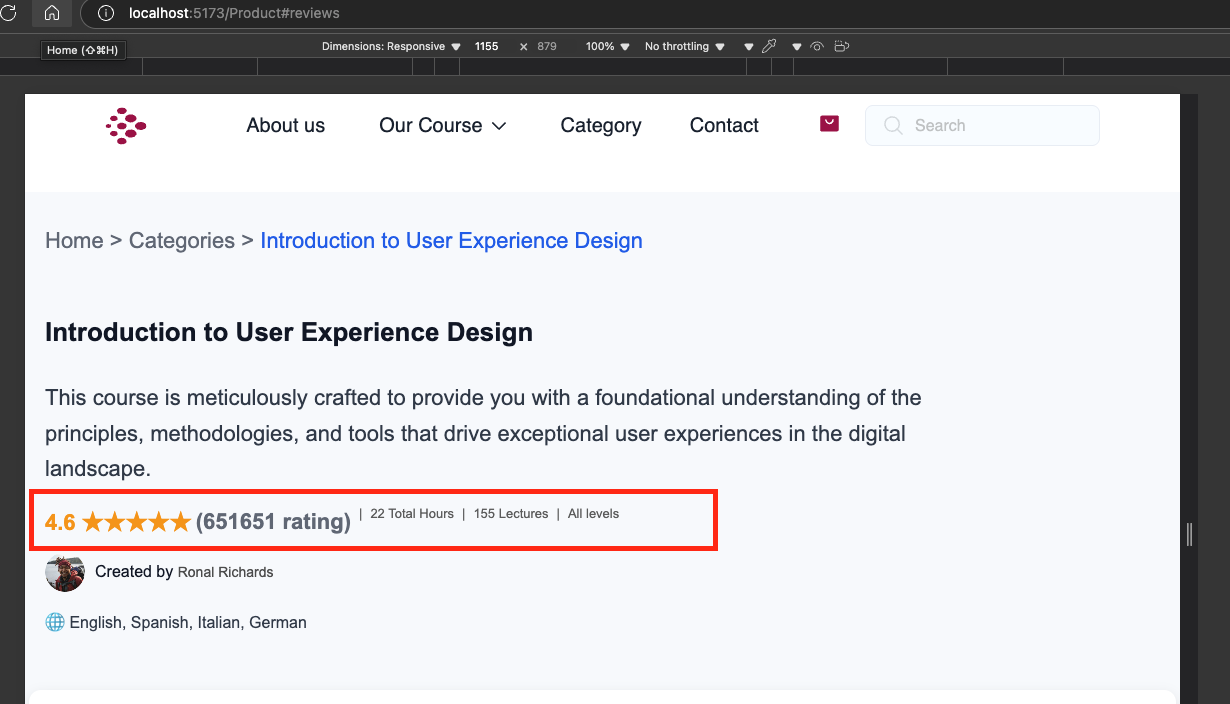 localhost:5173/Product#reviews
Home (⇧⌘H)
Dimensions: Responsive ▼ 1155 × 879 100% ▼ No throttling ▼
About us Our Course Category Contact Search
Home > Categories > Introduction to User Experience Design
Introduction to User Experience Design
This course is meticulously crafted to provide you with a foundational understanding of the
principles, methodologies, and tools that drive exceptional user experiences in the digital
landscape.
4.6 ★★★★★ (651651 rating) | 22 Total Hours | 155 Lectures | All levels
Created by Ronal Richards
English, Spanish, Italian, German